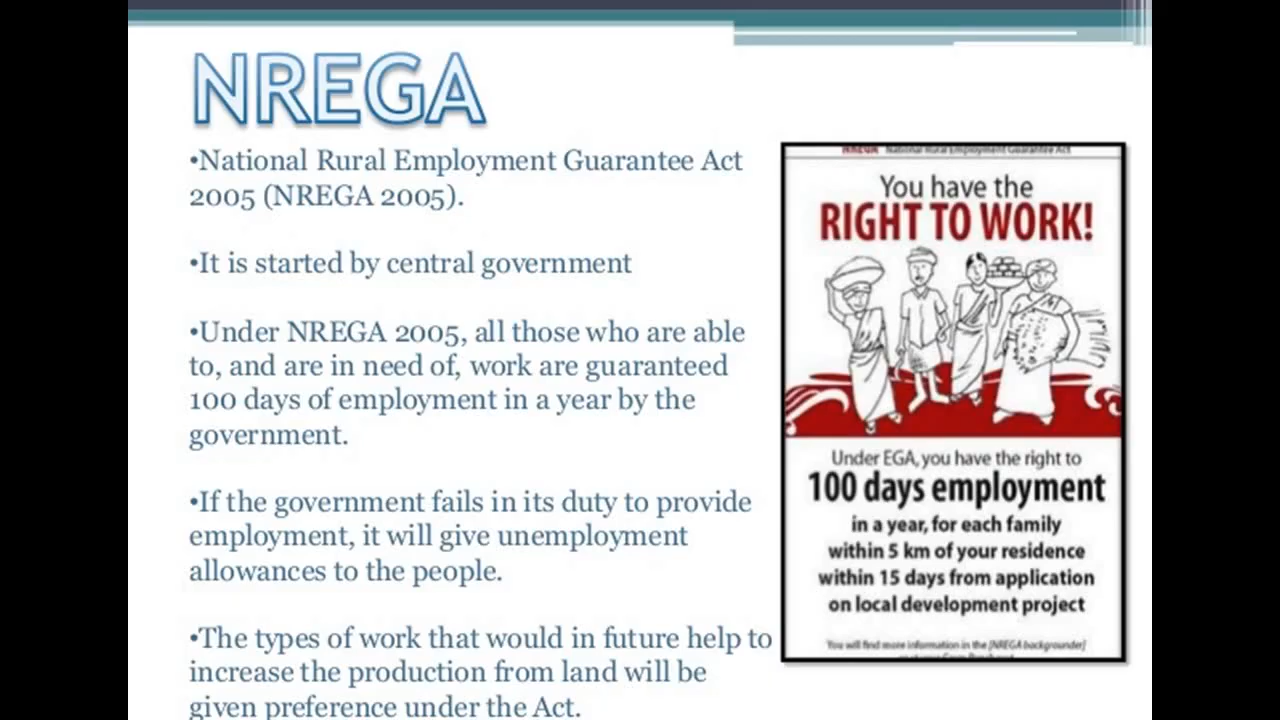 NREGA
•National Rural Employment Guarantee Act
2005 (NREGA 2005).
•It is started by central government
•Under NREGA 2005, all those who are able
to, and are in need of, work are guaranteed
100 days of employment in a year by the
government.
•If the government fails in its duty to provide
employment, it will give unemployment
allowances to the people.
•The types of work that would in future help to
increase the production from land will be
given preference under the Act.
NREGA National Rural Employment Guarantee Act
You have the
RIGHT TO WORK!
Under EGA, you have the right to
100 days employment
in a year, for each family
within 5 km of your residence
within 15 days from application
on local development project
You will find more information in the [NREGA backgrounder]